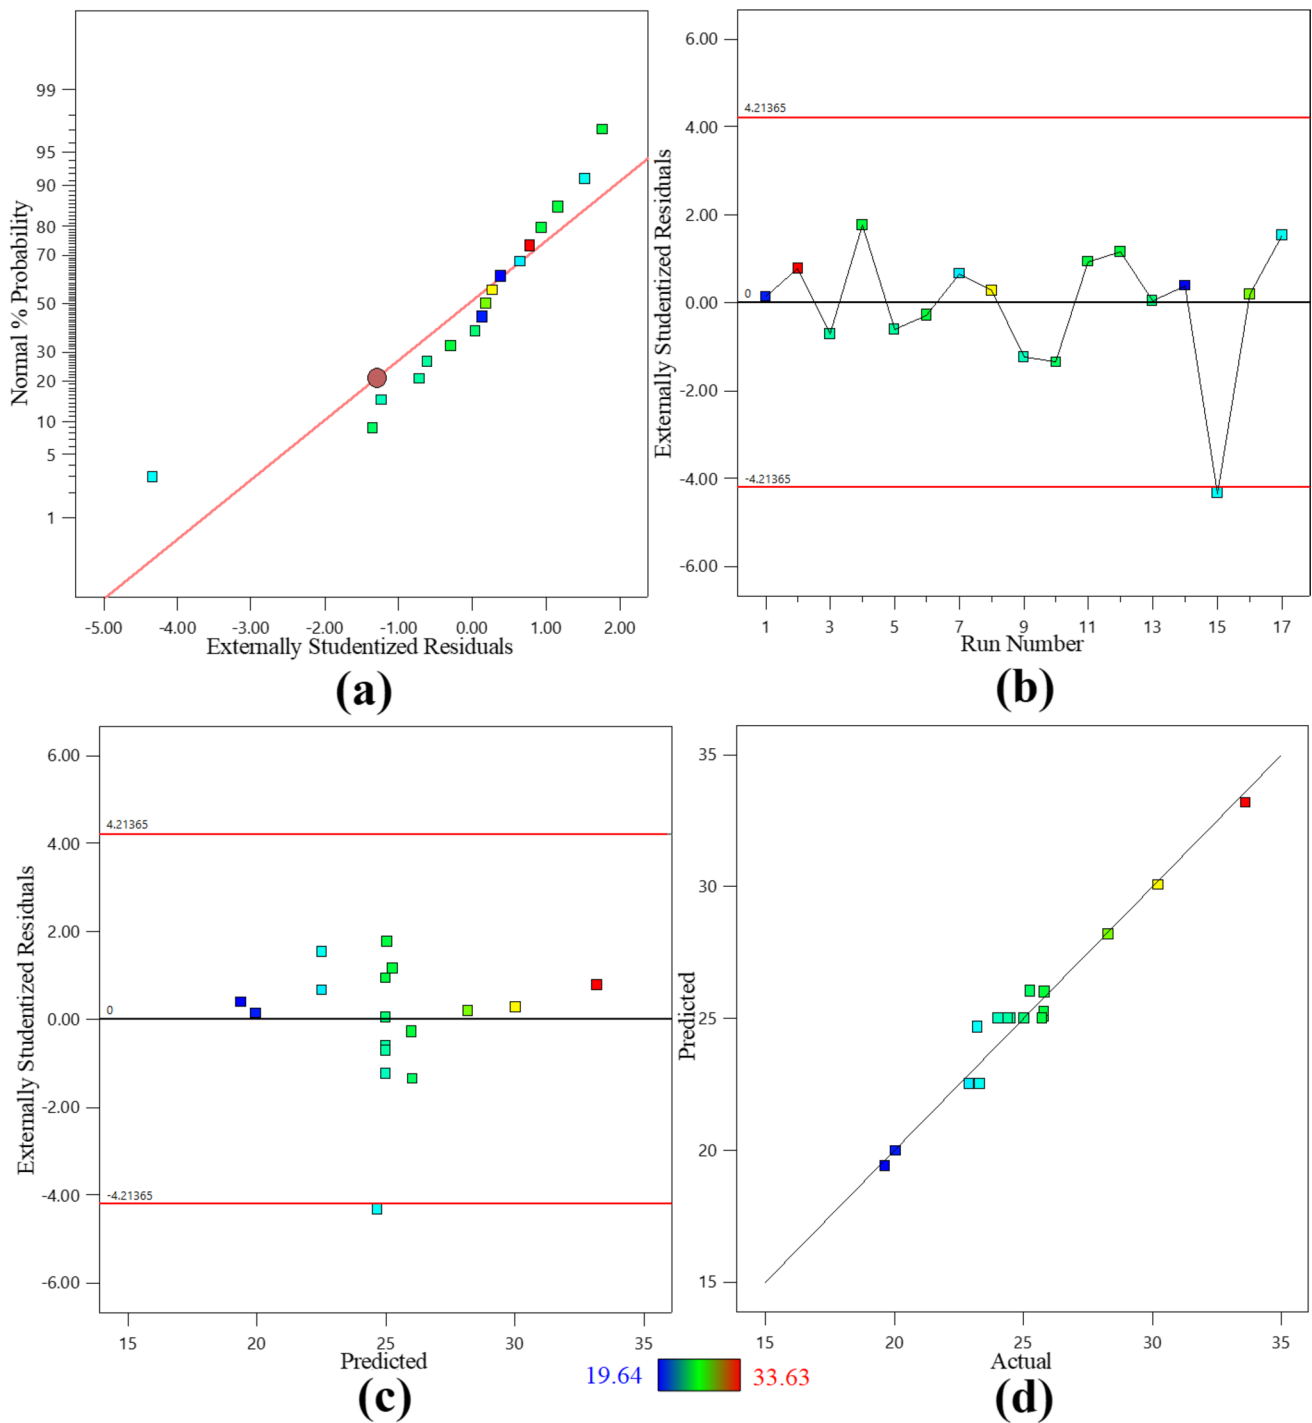 99
95
90
80
70
50
30
20
10
5
1
Normal % Probability
-5.00 -4.00 -3.00 -2.00 -1.00 0.00 1.00 2.00
Externally Studentized Residuals
(a)
6.00
4.21365
4.00
2.00
0
0.00
-2.00
-4.00
-4.21365
-6.00
Externally Studentized Residuals
1 3 5 7 9 11 13 15 17
Run Number
(b)
6.00
4.21365
4.00
2.00
0
0.00
-2.00
-4.00
-4.21365
-6.00
Externally Studentized Residuals
15 20 25 30 35
Predicted
(c)
35
30
25
20
15
Predicted
15 20 25 30 35
Actual
(d)
19.64 33.63